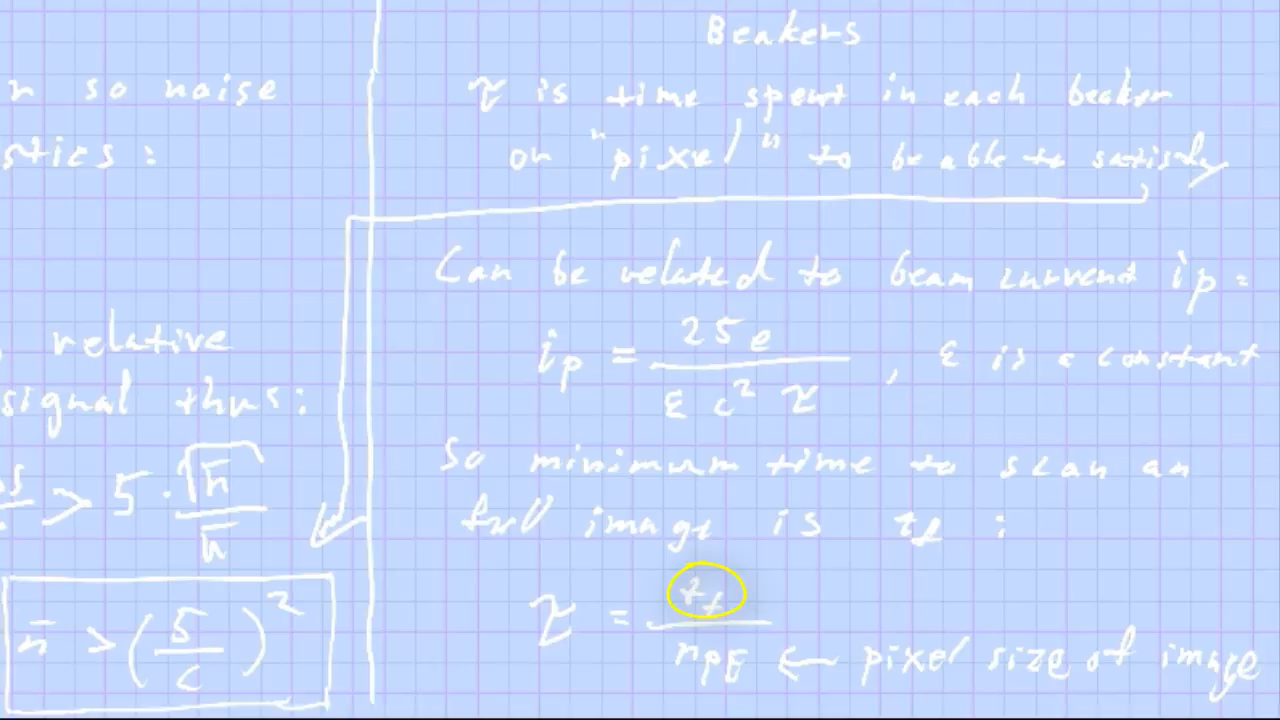 n so noise
stics :
relative
signal thus :
> 5 · √n̄ / n̄
n̄ > (5/c)²
Beakers
τ is time spent in each beaker
or "pixel" to be able to satisfy
Can be related to beam current ip =
ip = 25e / ε c² τ , ε is a constant
So minimum time to scan an
full image is tf :
τ = tf / nPE ← pixel size of image